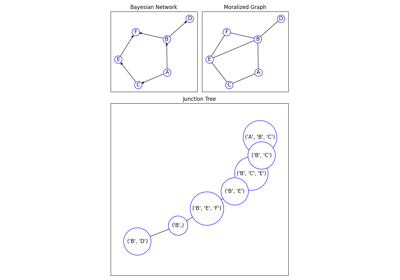 Bayesian Network
Moralized Graph
D
F
B
E
A
C
D
F
B
E
A
C
Junction Tree
('A', 'B', 'C')
('B', 'C')
('B', 'C', 'E')
('B', 'E')
('B', 'E', 'F')
('B',)
('B', 'D')